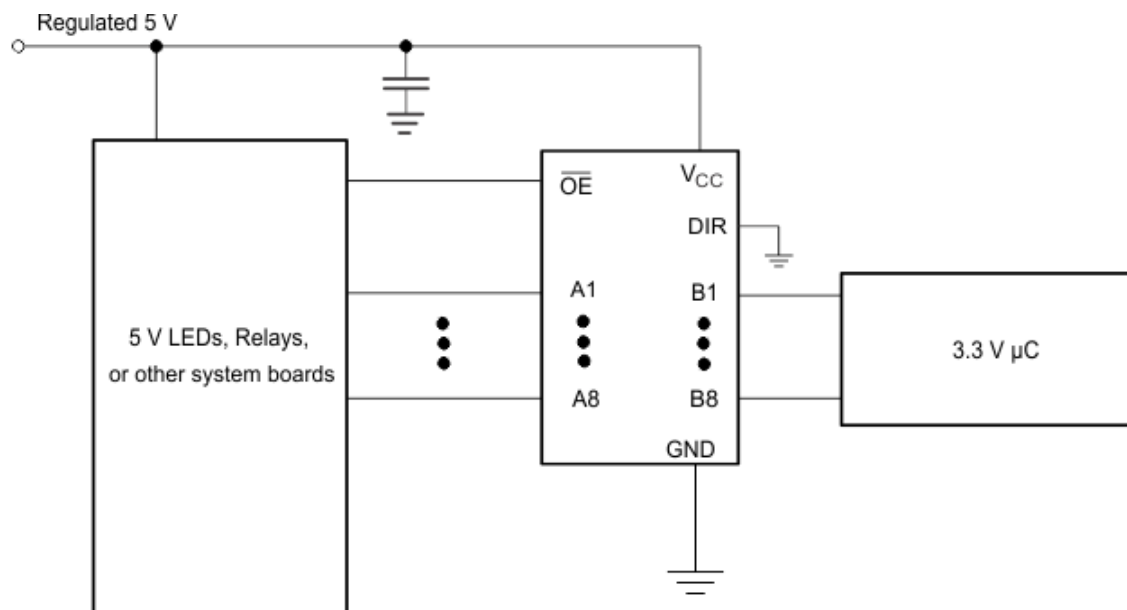 Regulated 5 V
OE
VCC
DIR
A1
B1
5 V LEDs, Relays,
or other system boards
3.3 V µC
A8
B8
GND